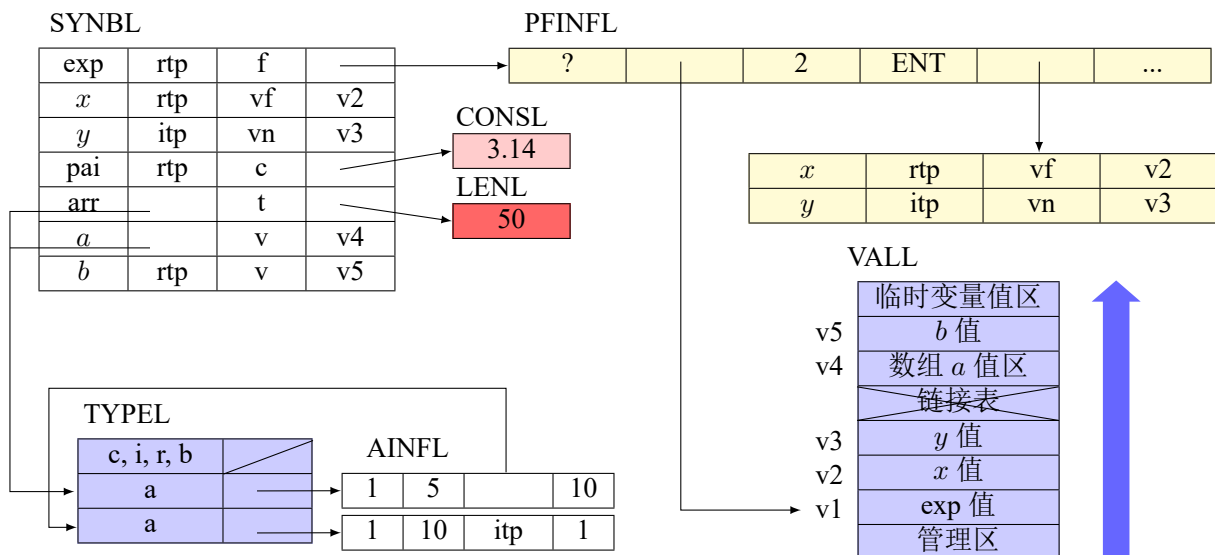 SYNBL
exp rtp f
x rtp vf v2
y itp vn v3
pai rtp c
arr t
a v v4
b rtp v v5
PFINFL
? 2 ENT ...
CONSL
3.14
LENL
50
x rtp vf v2
y itp vn v3
VALL
临时变量值区
v5 b 值
v4 数组 a 值区
链接表
v3 y 值
v2 x 值
v1 exp 值
管理区
TYPEL
c, i, r, b
a
a
AINFL
1 5 10
1 10 itp 1